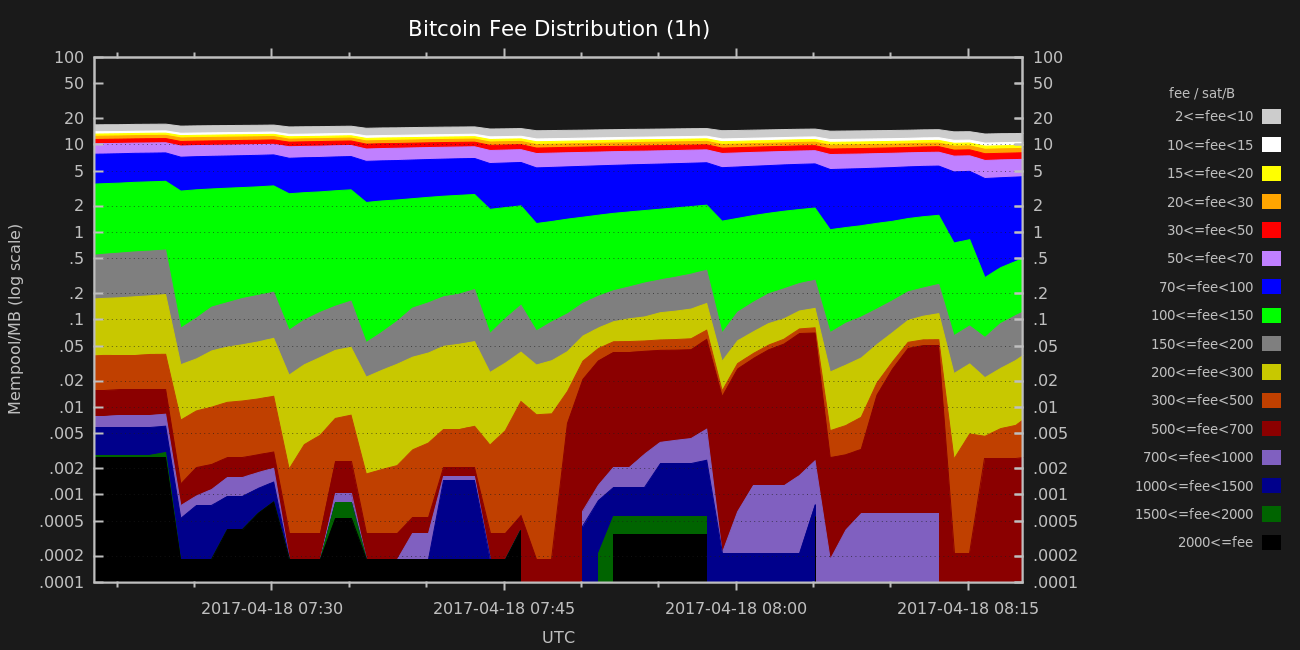 Bitcoin Fee Distribution (1h)
100 100
50 50
20 20
10 10
5 5
2 2
1 1
.5 .5
.2 .2
.1 .1
.05 .05
.02 .02
.01 .01
.005 .005
.002 .002
.001 .001
.0005 .0005
.0002 .0002
.0001 .0001
Mempool/MB (log scale)
2017-04-18 07:30 2017-04-18 07:45 2017-04-18 08:00 2017-04-18 08:15
UTC
fee / sat/B
2<=fee<10
10<=fee<15
15<=fee<20
20<=fee<30
30<=fee<50
50<=fee<70
70<=fee<100
100<=fee<150
150<=fee<200
200<=fee<300
300<=fee<500
500<=fee<700
700<=fee<1000
1000<=fee<1500
1500<=fee<2000
2000<=fee